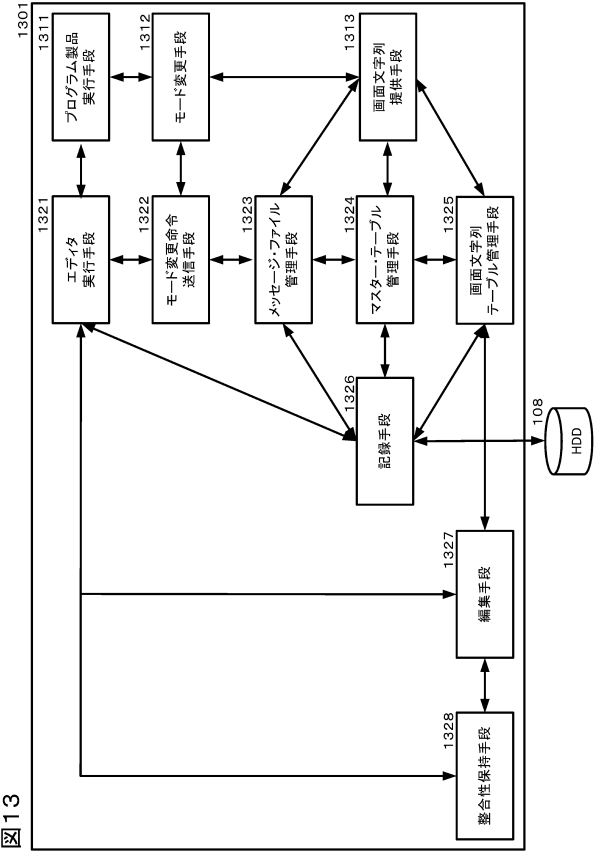 図13
1301
1311
プログラム製品
実行手段
1312
モード変更手段
1313
画面文字列
提供手段
1321
エディタ
実行手段
1322
モード変更命令
送信手段
1323
メッセージ・ファイル
管理手段
1324
マスター・テーブル
管理手段
1325
画面文字列
テーブル管理手段
1326
記録手段
108
HDD
1327
編集手段
1328
整合性保持手段